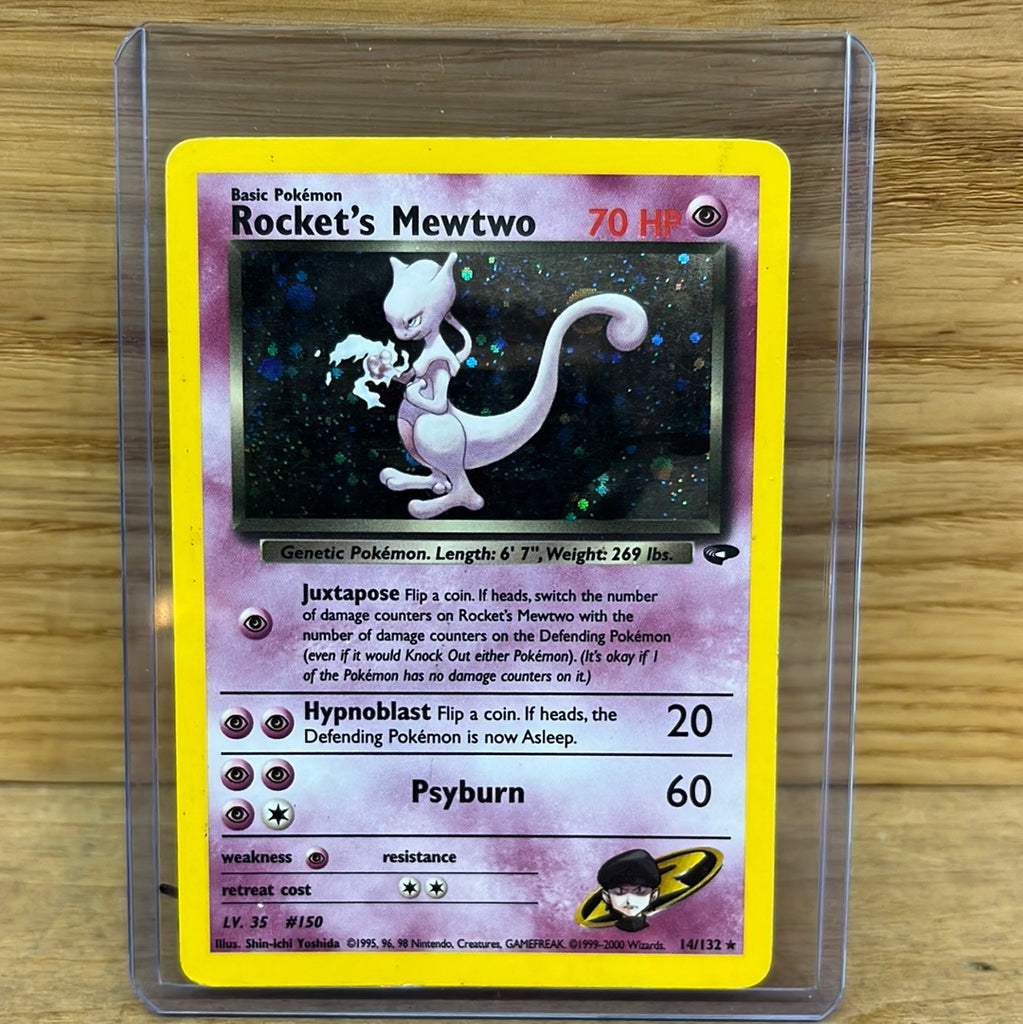 Basic Pokémon
Rocket's Mewtwo 70 HP
Genetic Pokémon. Length: 6' 7", Weight: 269 lbs.
Juxtapose Flip a coin. If heads, switch the number
of damage counters on Rocket's Mewtwo with the
number of damage counters on the Defending Pokémon
(even if it would Knock Out either Pokémon). (It's okay if 1
of the Pokémon has no damage counters on it.)
Hypnoblast Flip a coin. If heads, the 20
Defending Pokémon is now Asleep.
Psyburn 60
weakness resistance
retreat cost
LV. 35 #150
Illus. Shin-ichi Yoshida ©1995, 96, 98 Nintendo, Creatures, GAMEFREAK. ©1999-2000 Wizards. 14/132 ★